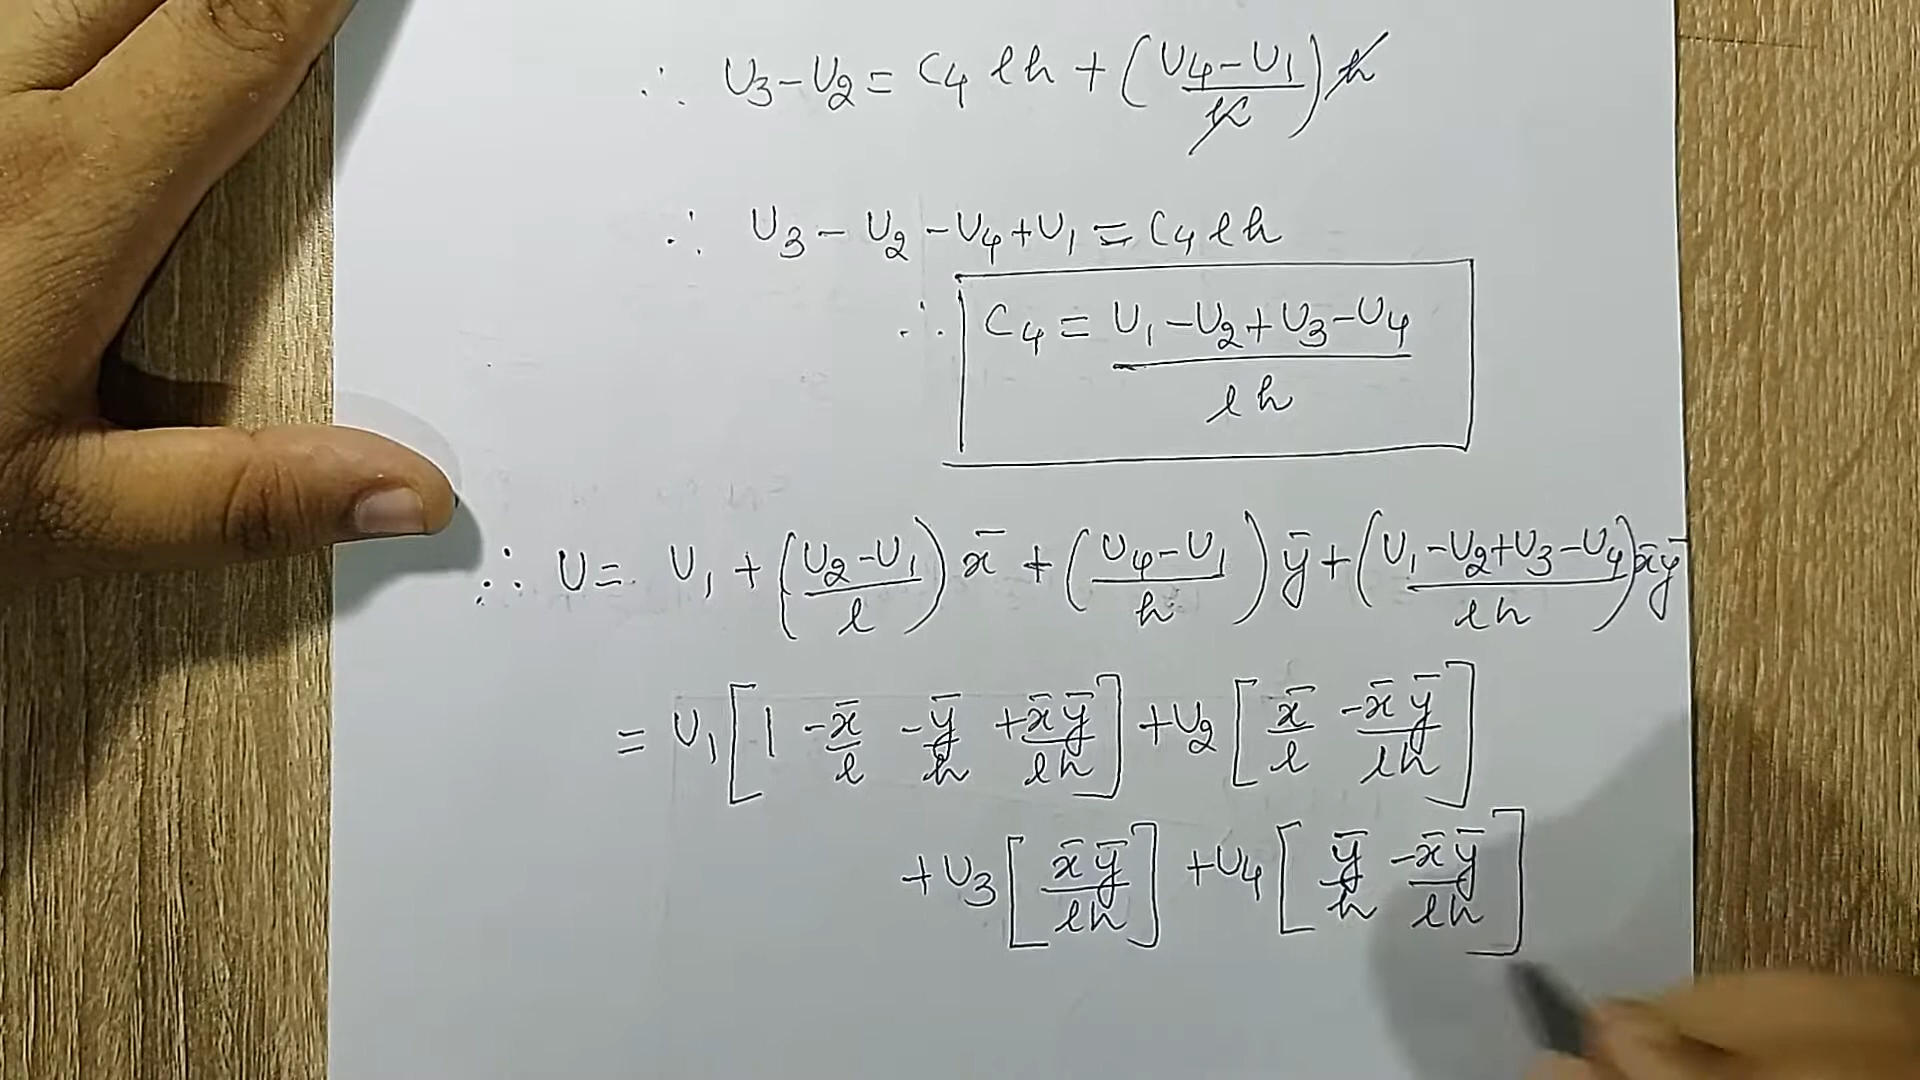 ∴ U₃ - U₂ = C₄ lh + ((U₄ - U₁)/h) h
∴ U₃ - U₂ - U₄ + U₁ = C₄ lh
∴ C₄ = (U₁ - U₂ + U₃ - U₄)/(lh)
∴ U = U₁ + ((U₂ - U₁)/l) x̄ + ((U₄ - U₁)/h) ȳ + ((U₁ - U₂ + U₃ - U₄)/(lh)) x̄ȳ
= U₁ [1 - x̄/l - ȳ/h + x̄ȳ/(lh)] + U₂ [x̄/l - x̄ȳ/(lh)]
+ U₃ [x̄ȳ/(lh)] + U₄ [ȳ/h - x̄ȳ/(lh)]